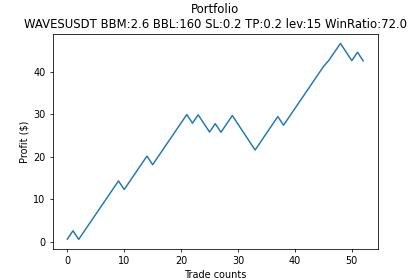 Portfolio
WAVESUSDT BBM:2.6 BBL:160 SL:0.2 TP:0.2 lev:15 WinRatio:72.0
40
30
20
10
0
Profit ($)
0 10 20 30 40 50
Trade counts